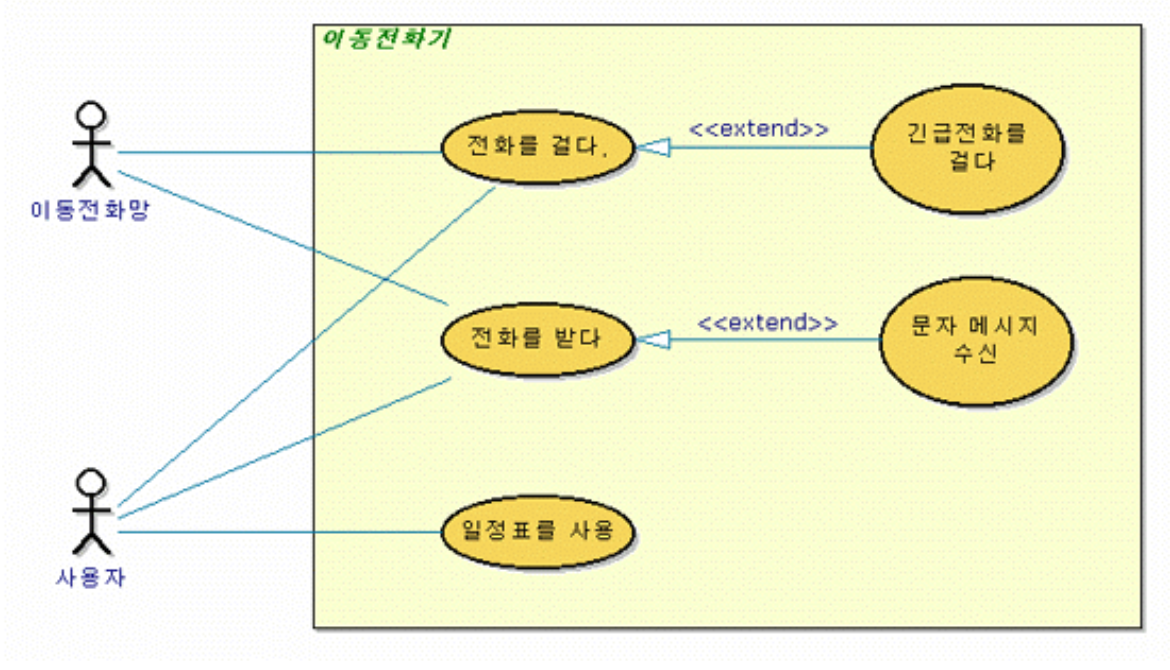 이동전화기
전화를 걸다.
<<extend>>
긴급전화를
걸다
이동전화망
전화를 받다
<<extend>>
문자 메시지
수신
일정표를 사용
사용자